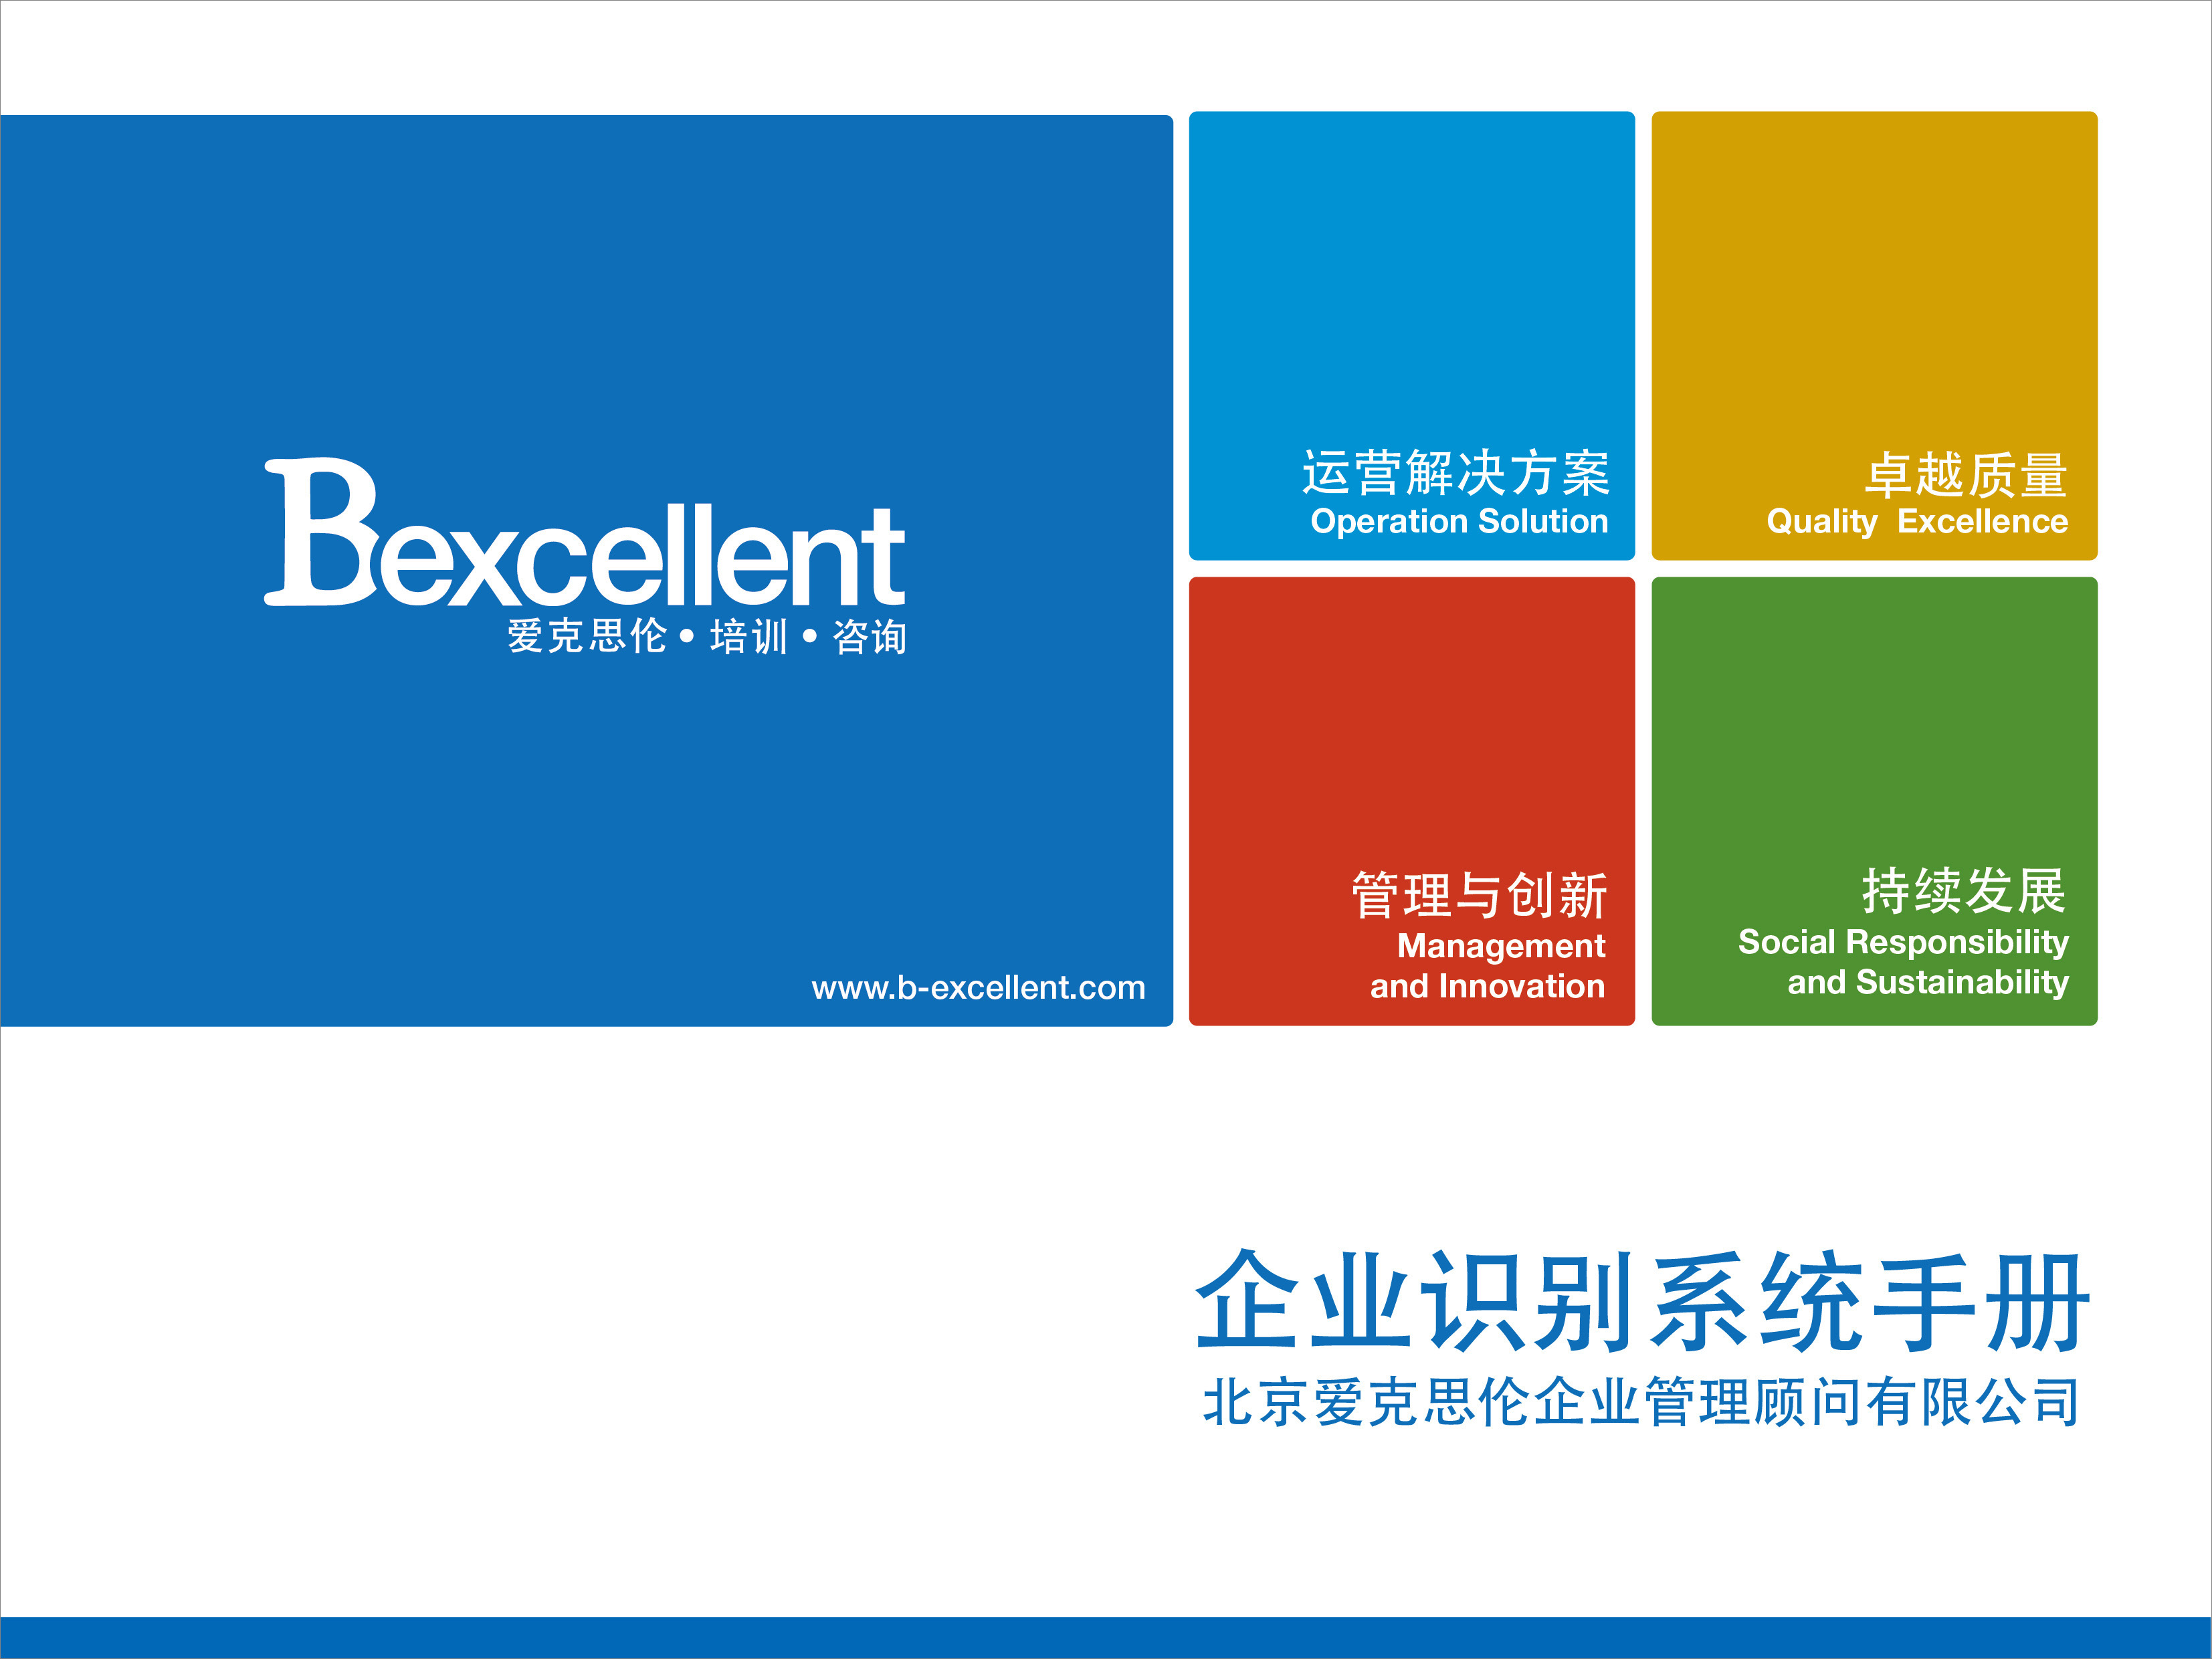 Bexcellent
爱克思伦•培训•咨询
www.b-excellent.com
运营解决方案
Operation Solution
卓越质量
Quality Excellence
管理与创新
Management
and Innovation
持续发展
Social Responsibility
and Sustainability
企业识别系统手册
北京爱克思伦企业管理顾问有限公司